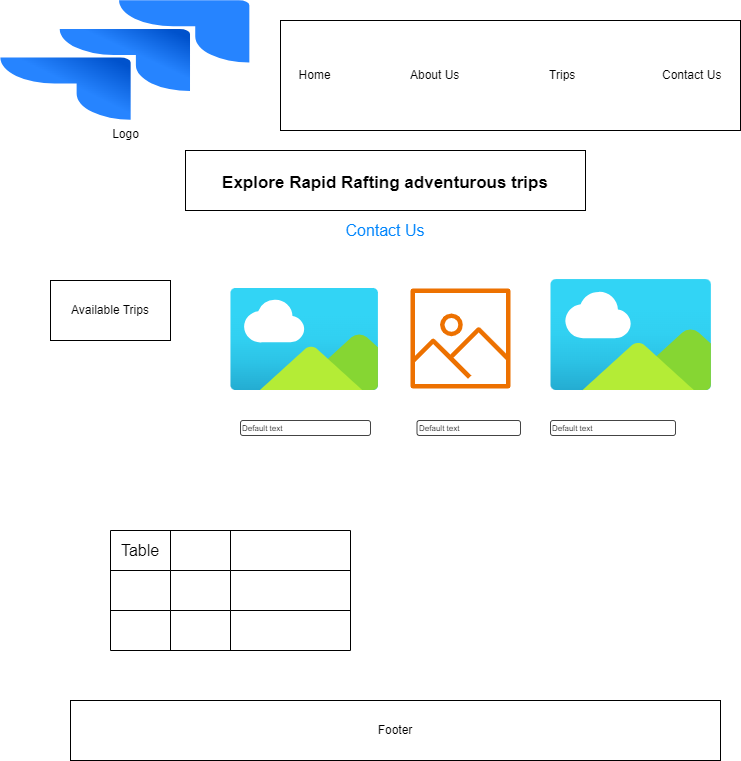 Home About Us Trips Contact Us
Logo
Explore Rapid Rafting adventurous trips
Contact Us
Available Trips
Default text Default text Default text
Table
Footer